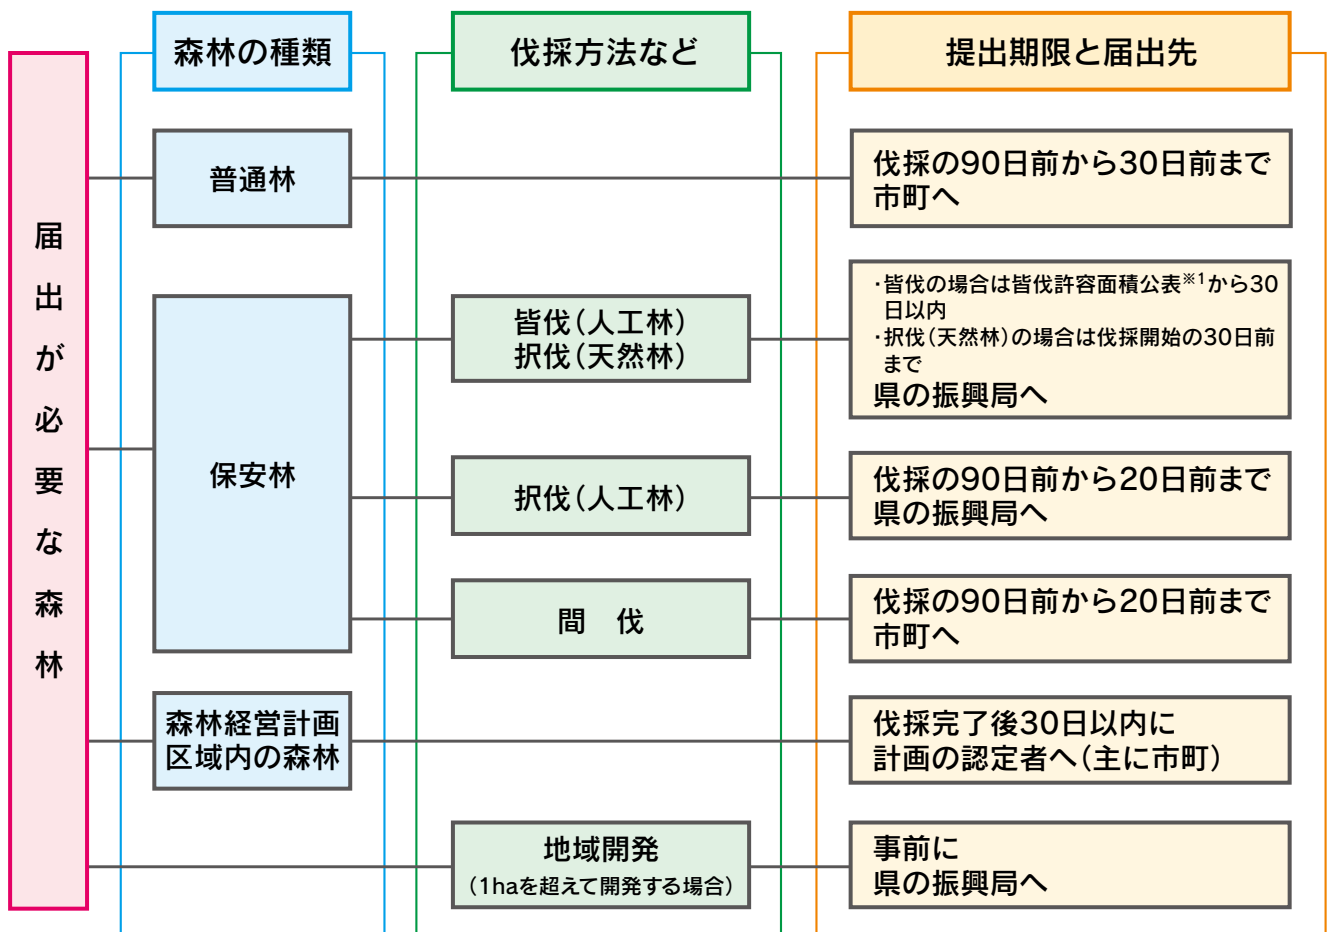 森林の種類
伐採方法など
提出期限と届出先
届出が必要な森林
普通林
伐採の90日前から30日前まで
市町へ
保安林
皆伐(人工林)
択伐(天然林)
・皆伐の場合は皆伐許容面積公表※1から30
日以内
・択伐(天然林)の場合は伐採開始の30日前
まで
県の振興局へ
択伐(人工林)
伐採の90日前から20日前まで
県の振興局へ
間　伐
伐採の90日前から20日前まで
市町へ
森林経営計画
区域内の森林
伐採完了後30日以内に
計画の認定者へ(主に市町)
地域開発
(1haを超えて開発する場合)
事前に
県の振興局へ